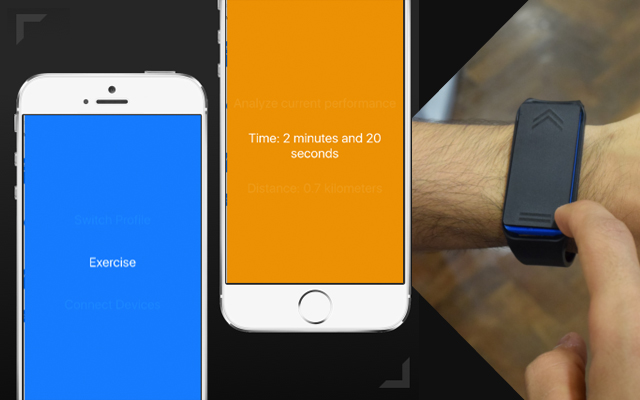 Switch Profile
Exercise
Connect Devices
Analyze current performance
Time: 2 minutes and 20
seconds
Distance: 0.7 kilometers